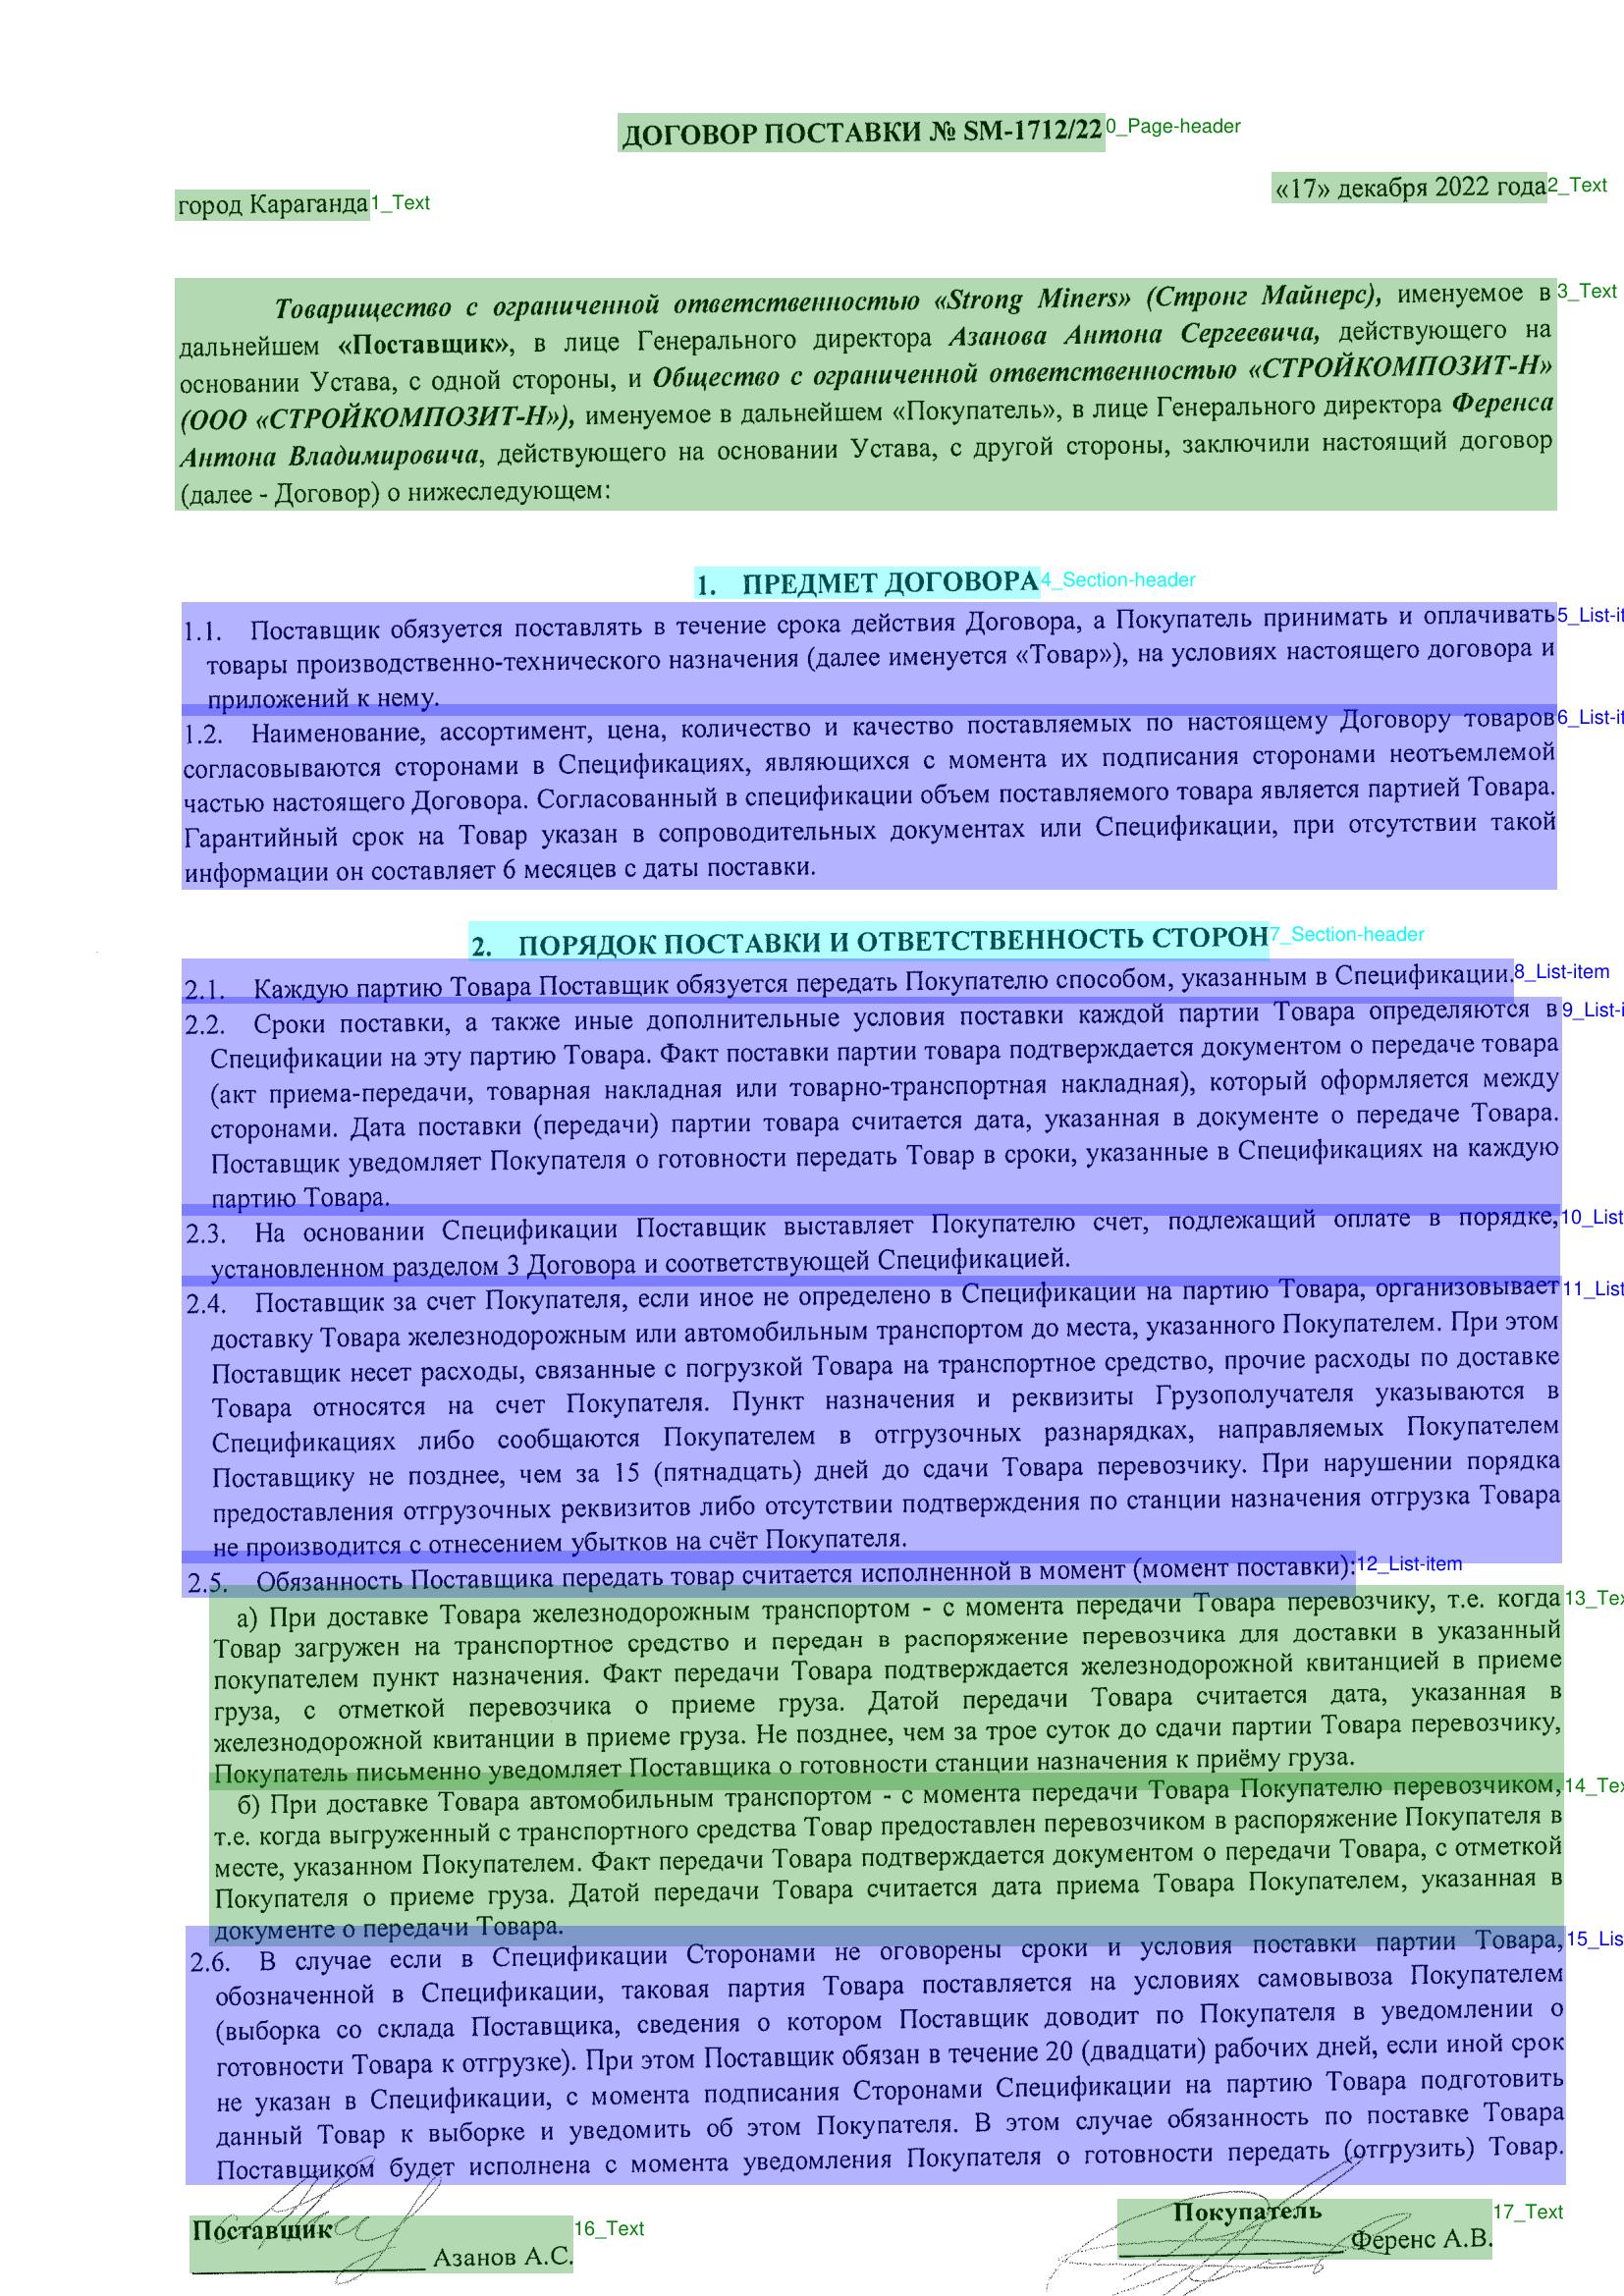 ДОГОВОР ПОСТАВКИ № SM-1712/22 0_Page-header
город Караганда 1_Text
«17» декабря 2022 года 2_Text
Товарищество с ограниченной ответственностью «Strong Miners» (Стронг Майнерс), именуемое в 3_Text
дальнейшем «Поставщик», в лице Генерального директора Азанова Антона Сергеевича, действующего на
основании Устава, с одной стороны, и Общество с ограниченной ответственностью «СТРОЙКОМПОЗИТ-Н»
(ООО «СТРОЙКОМПОЗИТ-Н»), именуемое в дальнейшем «Покупатель», в лице Генерального директора Ференса
Антона Владимировича, действующего на основании Устава, с другой стороны, заключили настоящий договор
(далее - Договор) о нижеследующем:
1. ПРЕДМЕТ ДОГОВОРА 4_Section-header
1.1. Поставщик обязуется поставлять в течение срока действия Договора, а Покупатель принимать и оплачивать 5_List-it
товары производственно-технического назначения (далее именуется «Товар»), на условиях настоящего договора и
приложений к нему.
1.2. Наименование, ассортимент, цена, количество и качество поставляемых по настоящему Договору товаров 6_List-it
согласовываются сторонами в Спецификациях, являющихся с момента их подписания сторонами неотъемлемой
частью настоящего Договора. Согласованный в спецификации объем поставляемого товара является партией Товара.
Гарантийный срок на Товар указан в сопроводительных документах или Спецификации, при отсутствии такой
информации он составляет 6 месяцев с даты поставки.
2. ПОРЯДОК ПОСТАВКИ И ОТВЕТСТВЕННОСТЬ СТОРОН 7_Section-header
2.1. Каждую партию Товара Поставщик обязуется передать Покупателю способом, указанным в Спецификации. 8_List-item
2.2. Сроки поставки, а также иные дополнительные условия поставки каждой партии Товара определяются в 9_List-i
Спецификации на эту партию Товара. Факт поставки партии товара подтверждается документом о передаче товара
(акт приема-передачи, товарная накладная или товарно-транспортная накладная), который оформляется между
сторонами. Дата поставки (передачи) партии товара считается дата, указанная в документе о передаче Товара.
Поставщик уведомляет Покупателя о готовности передать Товар в сроки, указанные в Спецификациях на каждую
партию Товара.
2.3. На основании Спецификации Поставщик выставляет Покупателю счет, подлежащий оплате в порядке, 10_List
установленном разделом 3 Договора и соответствующей Спецификацией.
2.4. Поставщик за счет Покупателя, если иное не определено в Спецификации на партию Товара, организовывает 11_List
доставку Товара железнодорожным или автомобильным транспортом до места, указанного Покупателем. При этом
Поставщик несет расходы, связанные с погрузкой Товара на транспортное средство, прочие расходы по доставке
Товара относятся на счет Покупателя. Пункт назначения и реквизиты Грузополучателя указываются в
Спецификациях либо сообщаются Покупателем в отгрузочных разнарядках, направляемых Покупателем
Поставщику не позднее, чем за 15 (пятнадцать) дней до сдачи Товара перевозчику. При нарушении порядка
предоставления отгрузочных реквизитов либо отсутствии подтверждения по станции назначения отгрузка Товара
не производится с отнесением убытков на счёт Покупателя.
2.5. Обязанность Поставщика передать товар считается исполненной в момент (момент поставки): 12_List-item
а) При доставке Товара железнодорожным транспортом - с момента передачи Товара перевозчику, т.е. когда 13_Tex
Товар загружен на транспортное средство и передан в распоряжение перевозчика для доставки в указанный
покупателем пункт назначения. Факт передачи Товара подтверждается железнодорожной квитанцией в приеме
груза, с отметкой перевозчика о приеме груза. Датой передачи Товара считается дата, указанная в
железнодорожной квитанции в приеме груза. Не позднее, чем за трое суток до сдачи партии Товара перевозчику,
Покупатель письменно уведомляет Поставщика о готовности станции назначения к приёму груза.
б) При доставке Товара автомобильным транспортом - с момента передачи Товара Покупателю перевозчиком, 14_Tex
т.е. когда выгруженный с транспортного средства Товар предоставлен перевозчиком в распоряжение Покупателя в
месте, указанном Покупателем. Факт передачи Товара подтверждается документом о передачи Товара, с отметкой
Покупателя о приеме груза. Датой передачи Товара считается дата приема Товара Покупателем, указанная в
документе о передачи Товара.
2.6. В случае если в Спецификации Сторонами не оговорены сроки и условия поставки партии Товара, 15_Lis
обозначенной в Спецификации, таковая партия Товара поставляется на условиях самовывоза Покупателем
(выборка со склада Поставщика, сведения о котором Поставщик доводит по Покупателя в уведомлении о
готовности Товара к отгрузке). При этом Поставщик обязан в течение 20 (двадцати) рабочих дней, если иной срок
не указан в Спецификации, с момента подписания Сторонами Спецификации на партию Товара подготовить
данный Товар к выборке и уведомить об этом Покупателя. В этом случае обязанность по поставке Товара
Поставщиком будет исполнена с момента уведомления Покупателя о готовности передать (отгрузить) Товар.
Поставщик 16_Text
Азанов А.С.
Покупатель 17_Text
Ференс А.В.